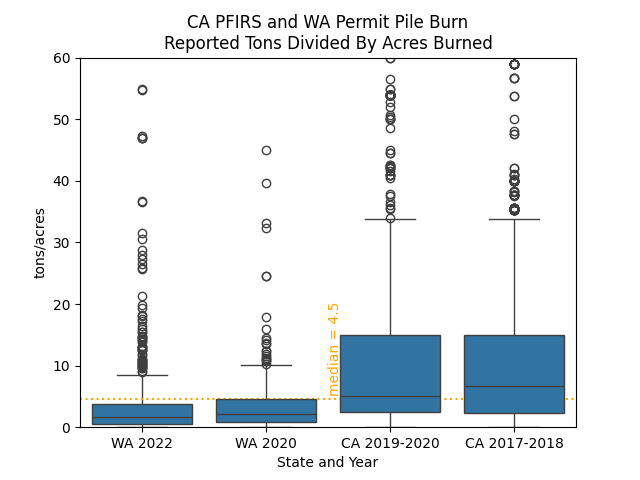 CA PFIRS and WA Permit Pile Burn
Reported Tons Divided By Acres Burned
60
50
40
30
20
10
0
tons/acres
median = 4.5
WA 2022
WA 2020
CA 2019-2020
CA 2017-2018
State and Year